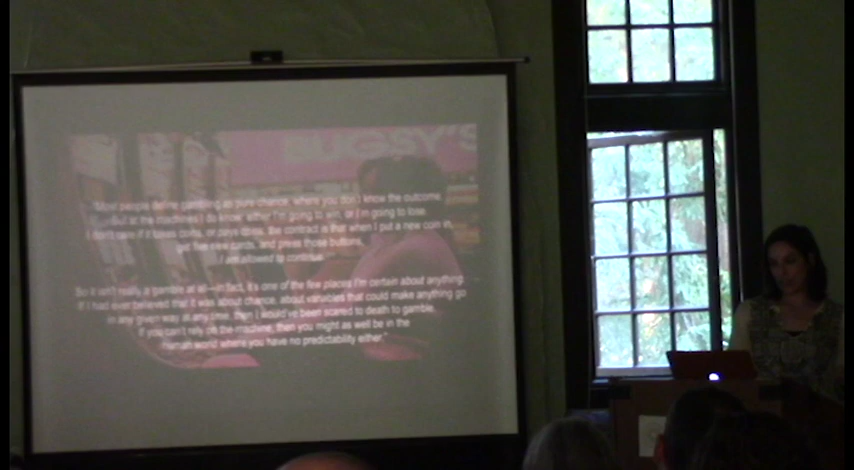 BUGSY'S
"Most people define gambling as pure chance, where you don't know the outcome.
But at the machines I do know: either I'm going to win, or I'm going to lose.
I don't care if it takes coins, or pays coins: the contract is that when I put a new coin in,
get five new cards, and press those buttons,
I am allowed to continue.
So it isn't really a gamble at all—in fact, it's one of the few places I'm certain about anything.
If I had ever believed that it was about chance, about variables that could make anything go
in any given way at any time, then I would've been scared to death to gamble.
If you can't rely on the machine, then you might as well be in the
human world where you have no predictability either."